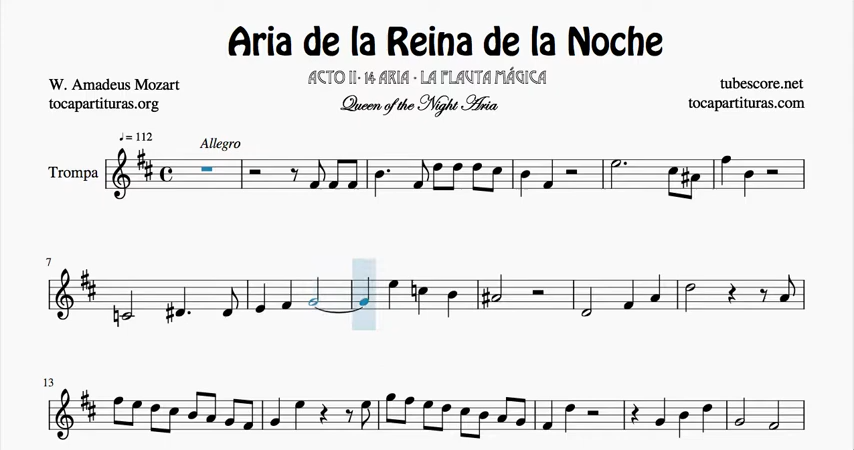 Aria de la Reina de la Noche
ACTO II - 14 ARIA - LA FLAUTA MÁGICA
W. Amadeus Mozart
tubescore.net
tocapartituras.org
Queen of the Night Aria
tocapartituras.com
♩ = 112
Allegro
Trompa
7
13